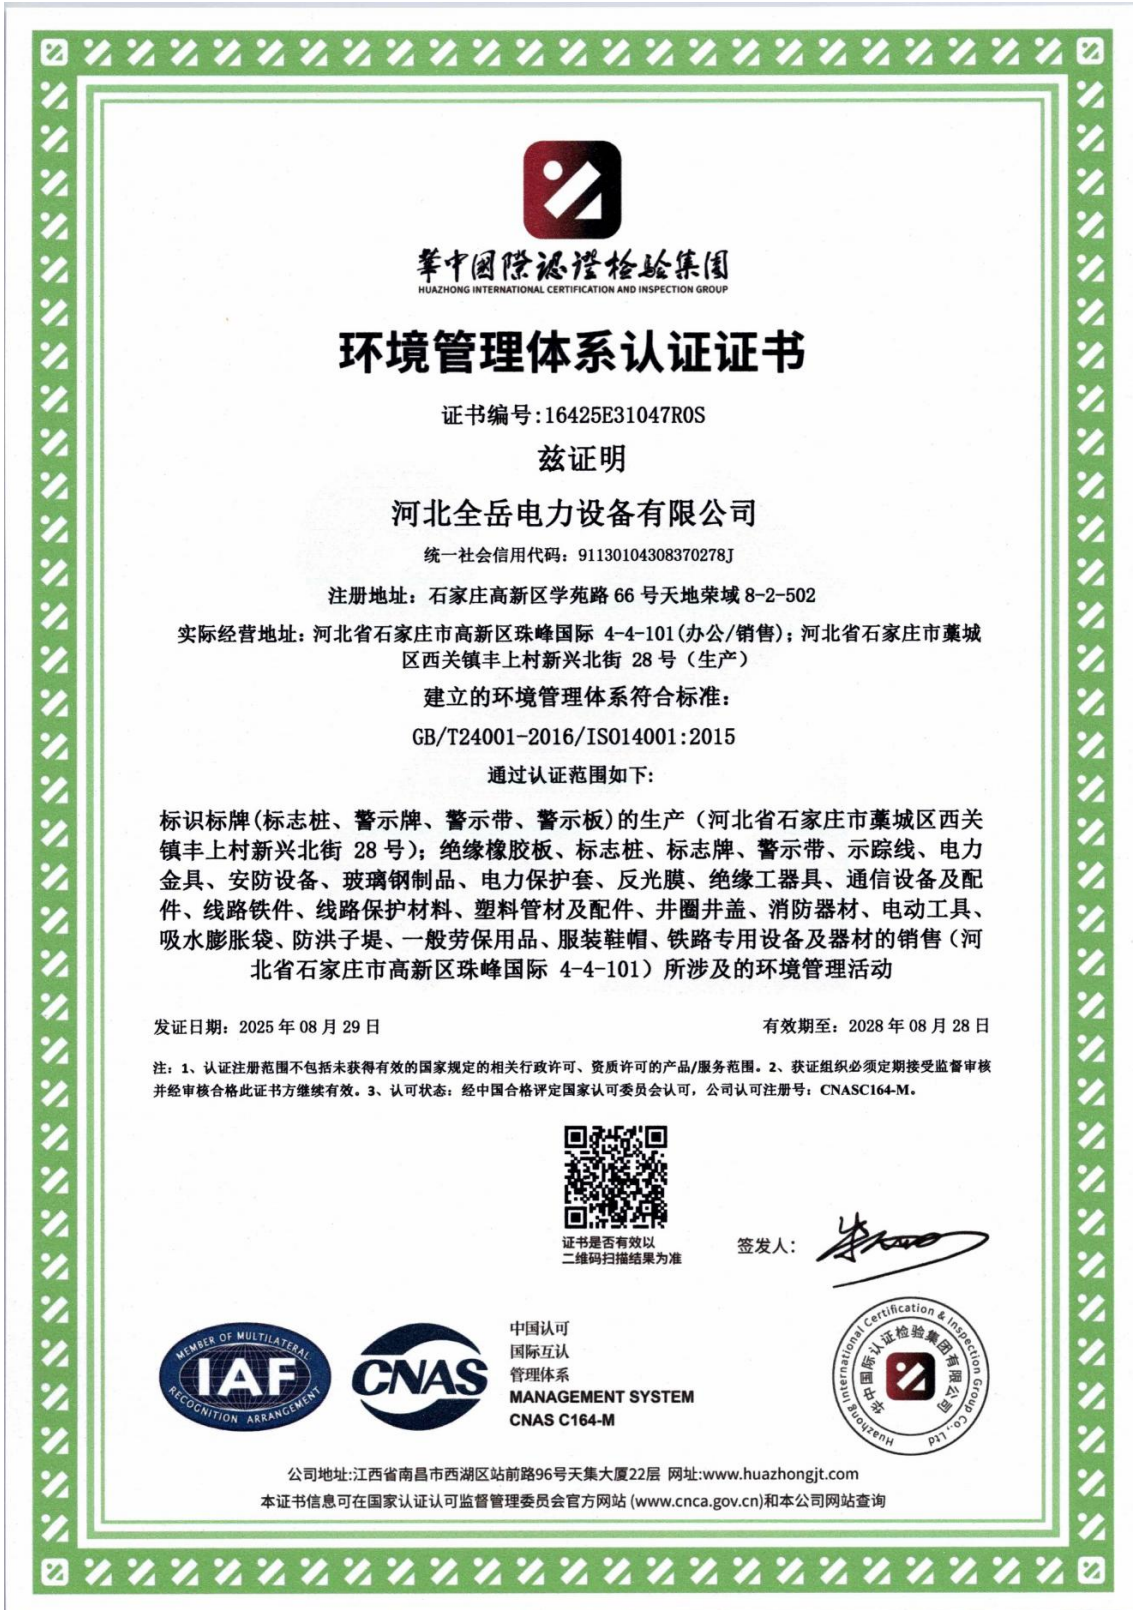 華中國際認證檢驗集團
HUAZHONG INTERNATIONAL CERTIFICATION AND INSPECTION GROUP
环境管理体系认证证书
证书编号:16425E31047R0S
兹证明
河北全岳电力设备有限公司
统一社会信用代码：91130104308370278J
注册地址：石家庄高新区学苑路 66 号天地荣域 8-2-502
实际经营地址：河北省石家庄市高新区珠峰国际 4-4-101(办公/销售)；河北省石家庄市藁城
区西关镇丰上村新兴北街 28 号（生产）
建立的环境管理体系符合标准：
GB/T24001-2016/ISO14001:2015
通过认证范围如下:
标识标牌(标志桩、警示牌、警示带、警示板)的生产（河北省石家庄市藁城区西关
镇丰上村新兴北街 28 号)；绝缘橡胶板、标志桩、标志牌、警示带、示踪线、电力
金具、安防设备、玻璃钢制品、电力保护套、反光膜、绝缘工器具、通信设备及配
件、线路铁件、线路保护材料、塑料管材及配件、井圈井盖、消防器材、电动工具、
吸水膨胀袋、防洪子堤、一般劳保用品、服装鞋帽、铁路专用设备及器材的销售（河
北省石家庄市高新区珠峰国际 4-4-101）所涉及的环境管理活动
发证日期：2025 年 08 月 29 日
有效期至：2028 年 08 月 28 日
注：1、认证注册范围不包括未获得有效的国家规定的相关行政许可、资质许可的产品/服务范围。2、获证组织必须定期接受监督审核
并经审核合格此证书方继续有效。3、认可状态：经中国合格评定国家认可委员会认可，公司认可注册号：CNASC164-M。
证书是否有效以
二维码扫描结果为准
签发人：
MEMBER OF MULTILATERAL
IAF
RECOGNITION ARRANGEMENT
CNAS
中国认可
国际互认
管理体系
MANAGEMENT SYSTEM
CNAS C164-M
Huazhong International Certification & Inspection Group Co., Ltd
华中国际认证检验集团有限公司
公司地址:江西省南昌市西湖区站前路96号天集大厦22层 网址:www.huazhongjt.com
本证书信息可在国家认证认可监督管理委员会官方网站 (www.cnca.gov.cn)和本公司网站查询